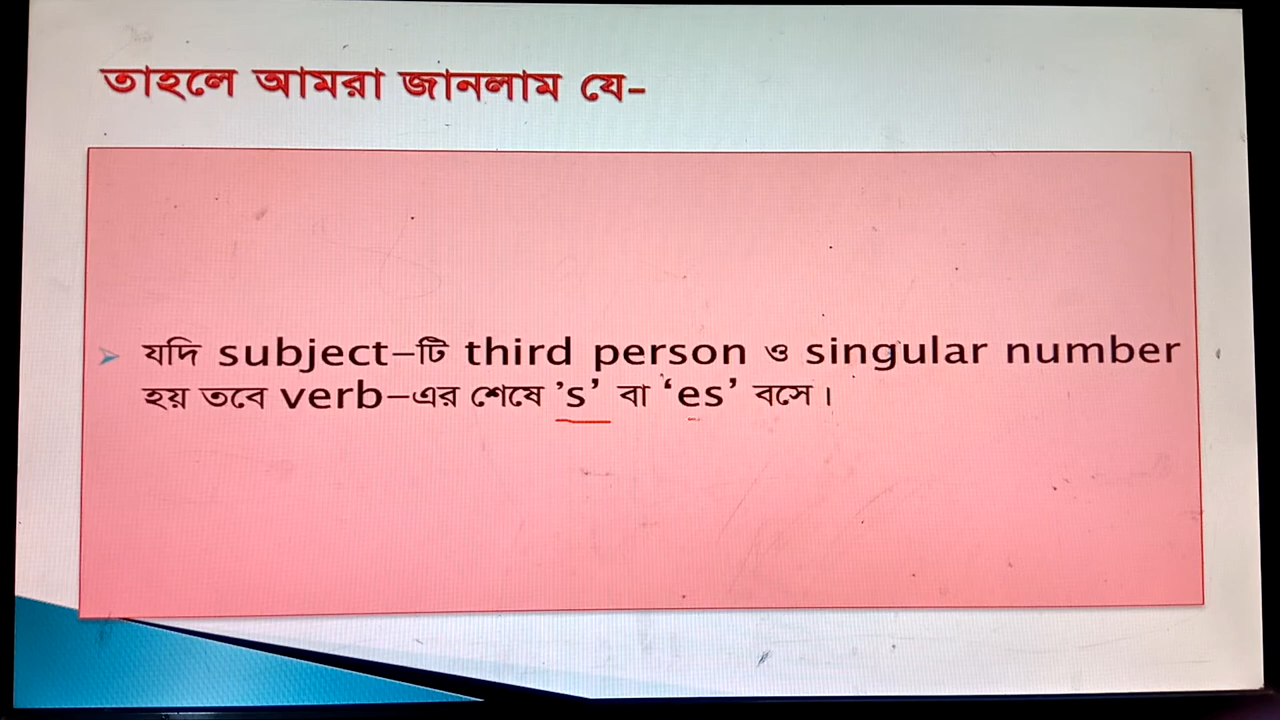 তাহলে আমরা জানলাম যে-
যদি subject-টি third person ও singular number
হয় তবে verb-এর শেষে ’s’ বা ‘es’ বসে।